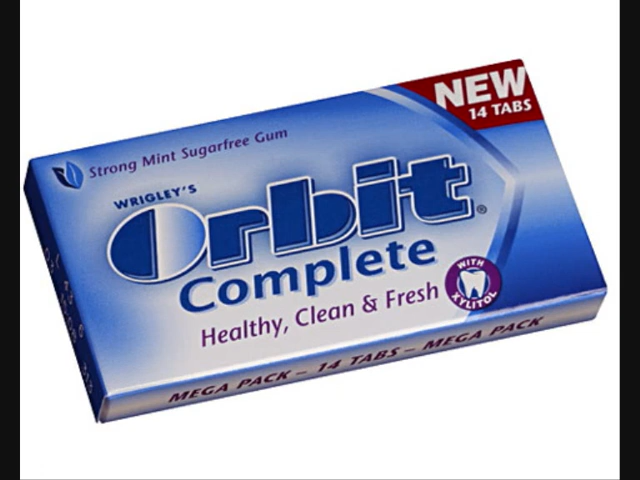 NEW
14 TABS
Strong Mint Sugarfree Gum
WRIGLEY'S
Orbit®
Complete
Healthy, Clean & Fresh
WITH
XYLITOL
MEGA PACK – 14 TABS – MEGA PACK